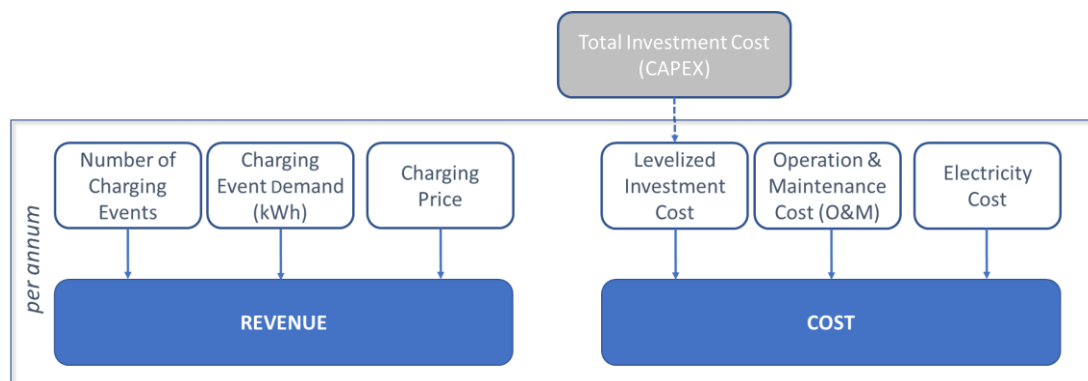 Total Investment Cost
(CAPEX)
Number of
Charging
Events
Charging
Event Demand
(kWh)
Charging
Price
Levelized
Investment
Cost
Operation &
Maintenance
Cost (O&M)
Electricity
Cost
per annum
REVENUE
COST